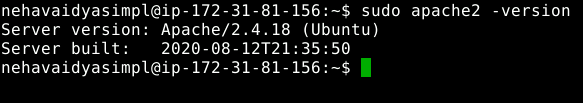 nehavaidyasimpl@ip-172-31-81-156:~$ sudo apache2 -version
Server version: Apache/2.4.18 (Ubuntu)
Server built:   2020-08-12T21:35:50
nehavaidyasimpl@ip-172-31-81-156:~$